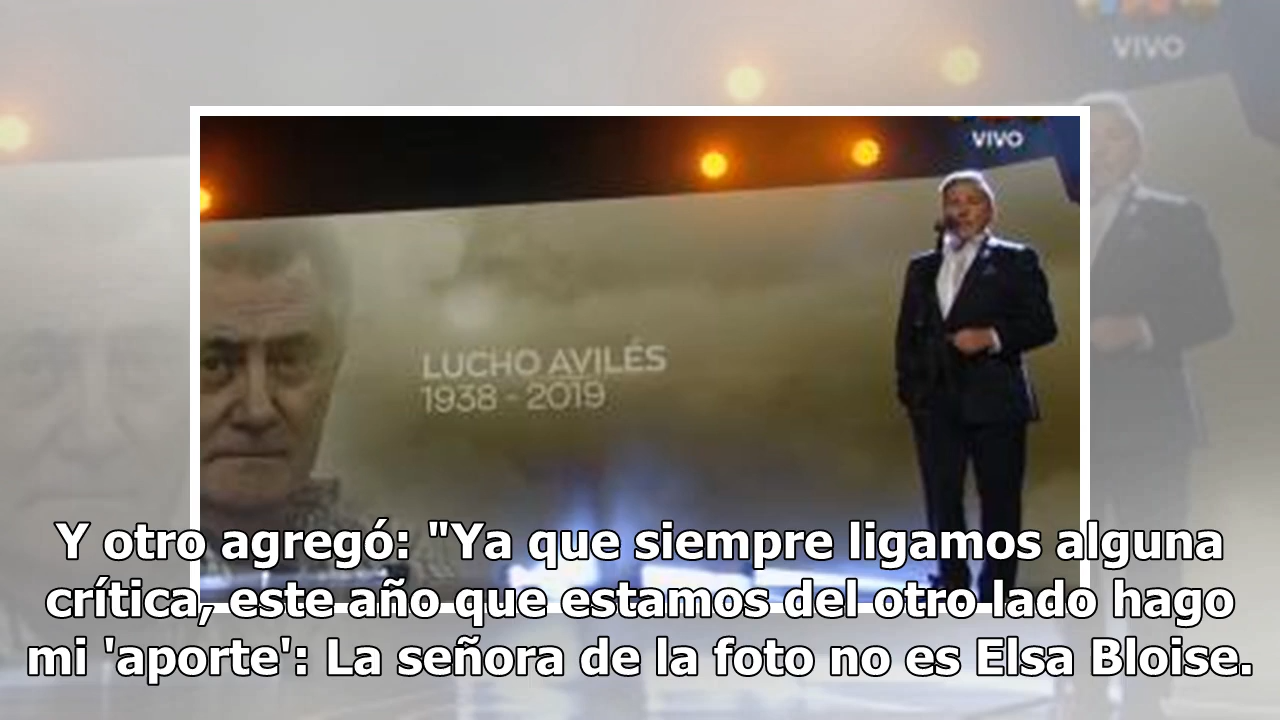 VIVO
VIVO
LUCHO AVILÉS
1938 - 2019
Y otro agregó: "Ya que siempre ligamos alguna
crítica, este año que estamos del otro lado hago
mi 'aporte': La señora de la foto no es Elsa Bloise.